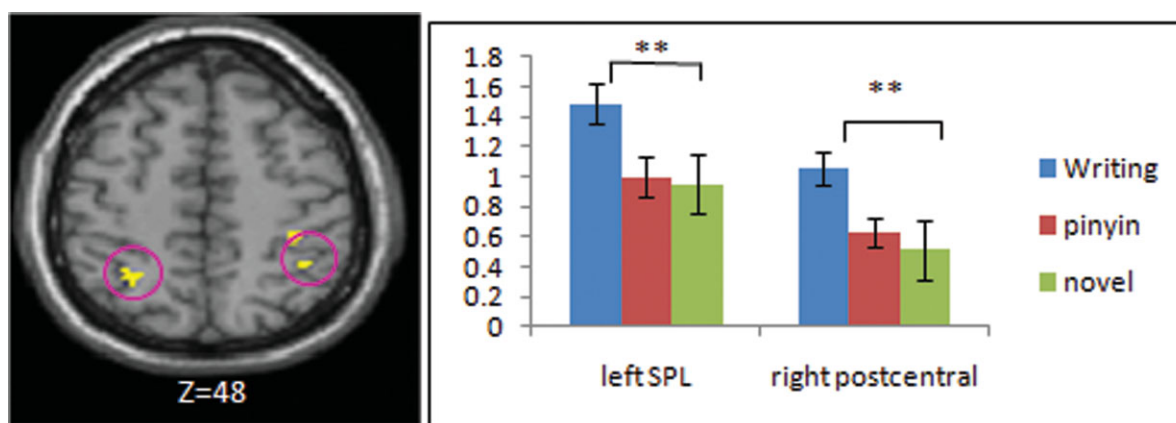 Z=48
1.8
1.6
1.4
1.2
1
0.8
0.6
0.4
0.2
0
**
**
left SPL
right postcentral
Writing
pinyin
novel